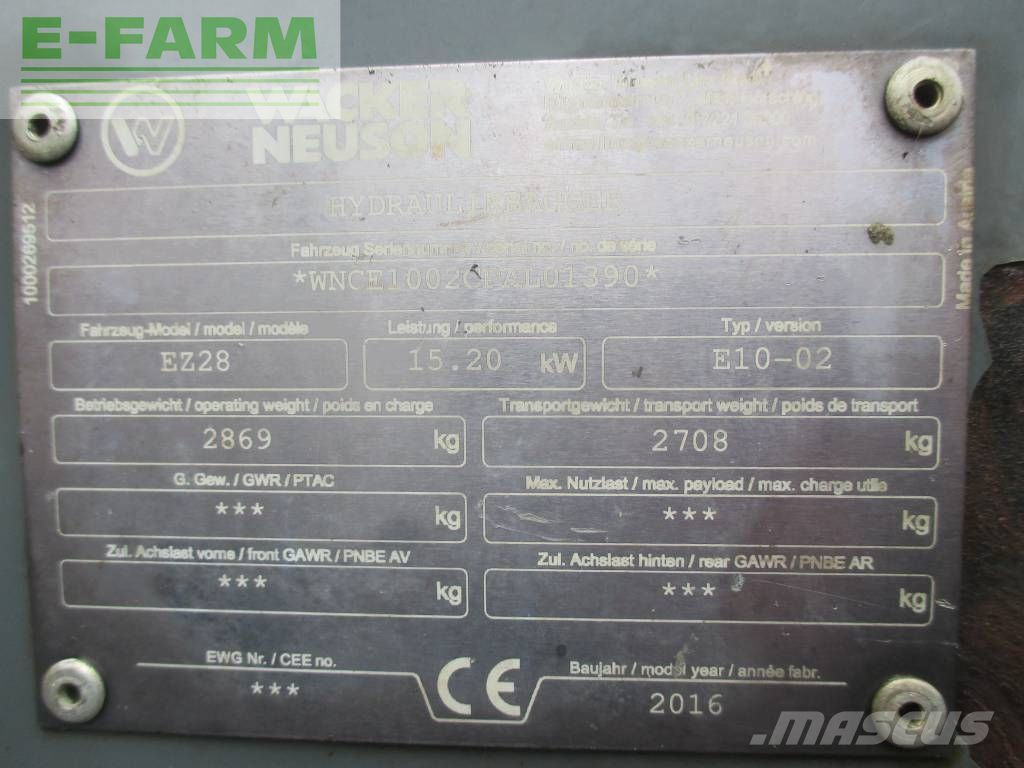 E-FARM
WACKER
NEUSON
1000269512
Made in Austria
Fahrzeug Seriennummer / serial no. / no. de série
Fahrzeug-Model / model / modèle
Leistung / performance
Typ / version
EZ28
15.20 kW
E10-02
Betriebsgewicht / operating weight / poids en charge
Transportgewicht / transport weight / poids de transport
2869 kg
2708 kg
G. Gew. / GWR / PTAC
Max. Nutzlast / max. payload / max. charge utile
*** kg
*** kg
Zul. Achslast vorne / front GAWR / PNBE AV
Zul. Achslast hinten / rear GAWR / PNBE AR
*** kg
*** kg
EWG Nr. / CEE no.
***
CE
Baujahr / model year / année fabr.
2016
MASCUS